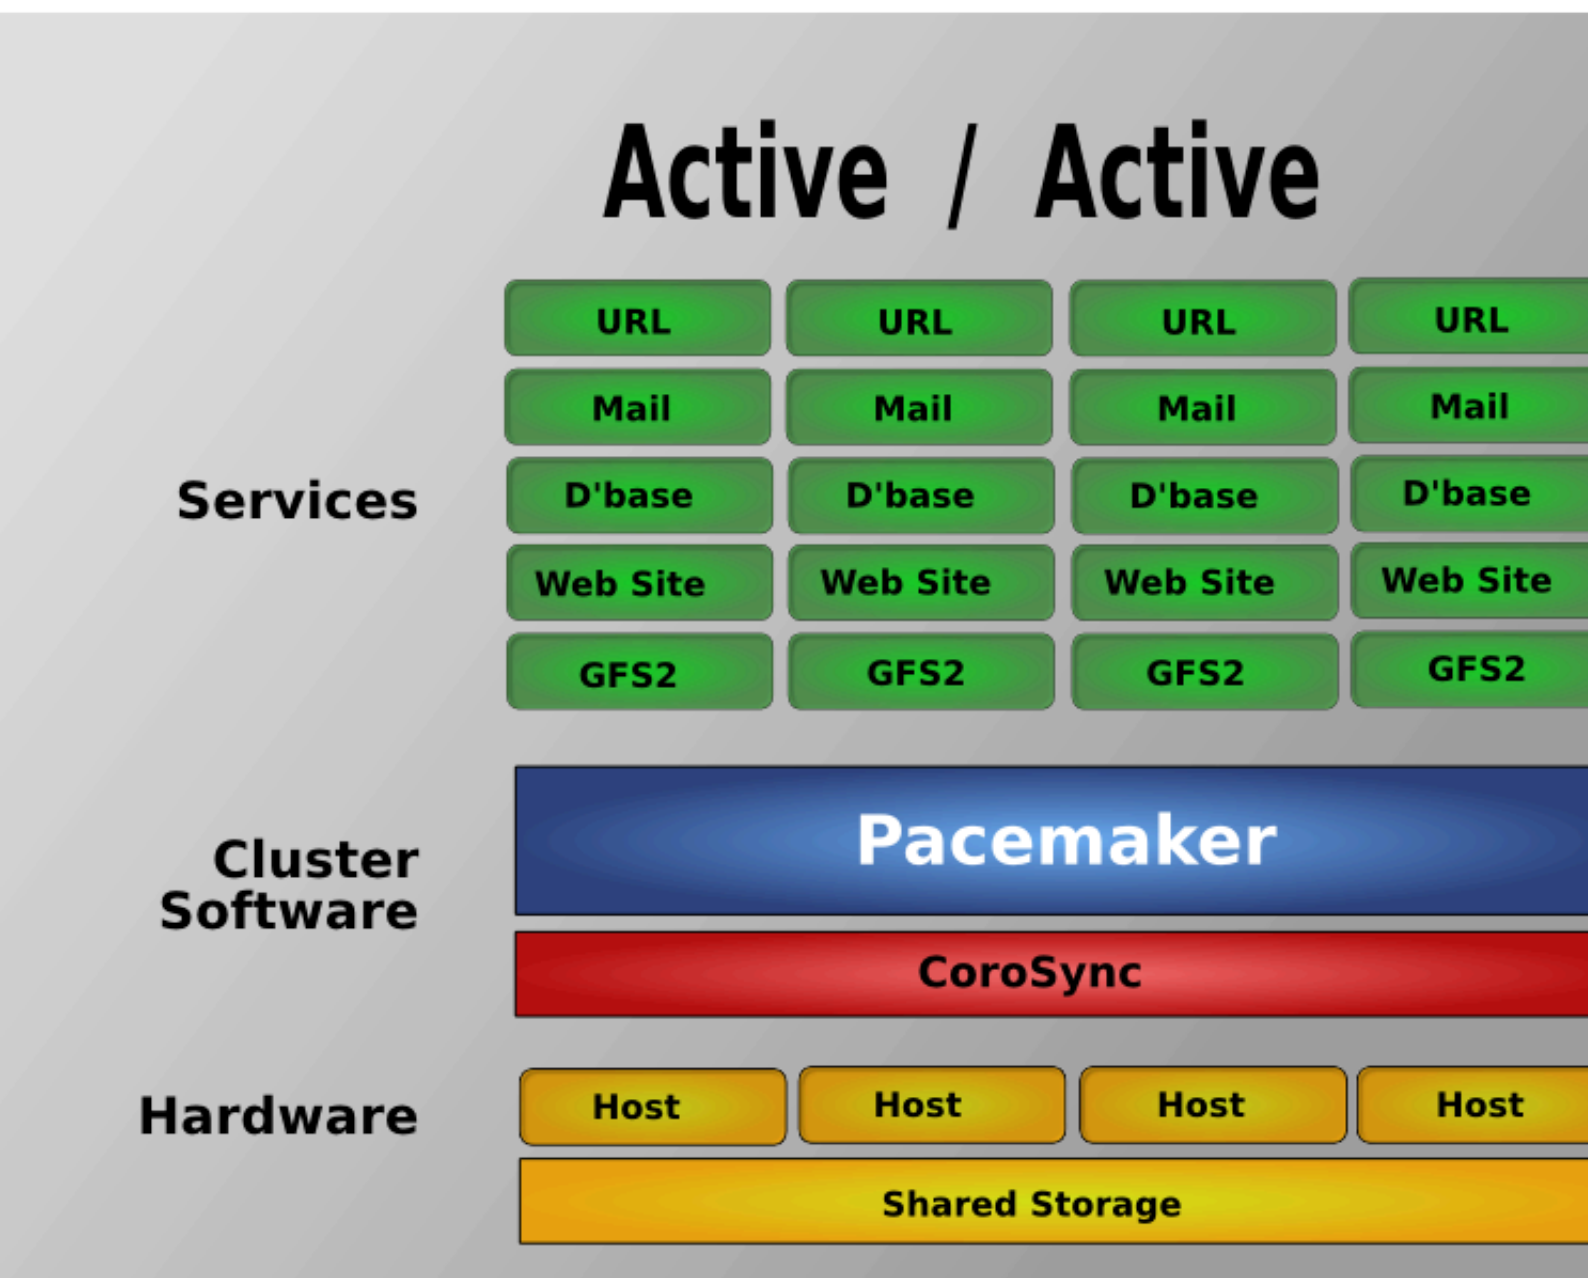 Active / Active
URL URL URL URL
Mail Mail Mail Mail
Services
D'base D'base D'base D'base
Web Site Web Site Web Site Web Site
GFS2 GFS2 GFS2 GFS2
Cluster
Software
Pacemaker
CoroSync
Hardware
Host Host Host Host
Shared Storage